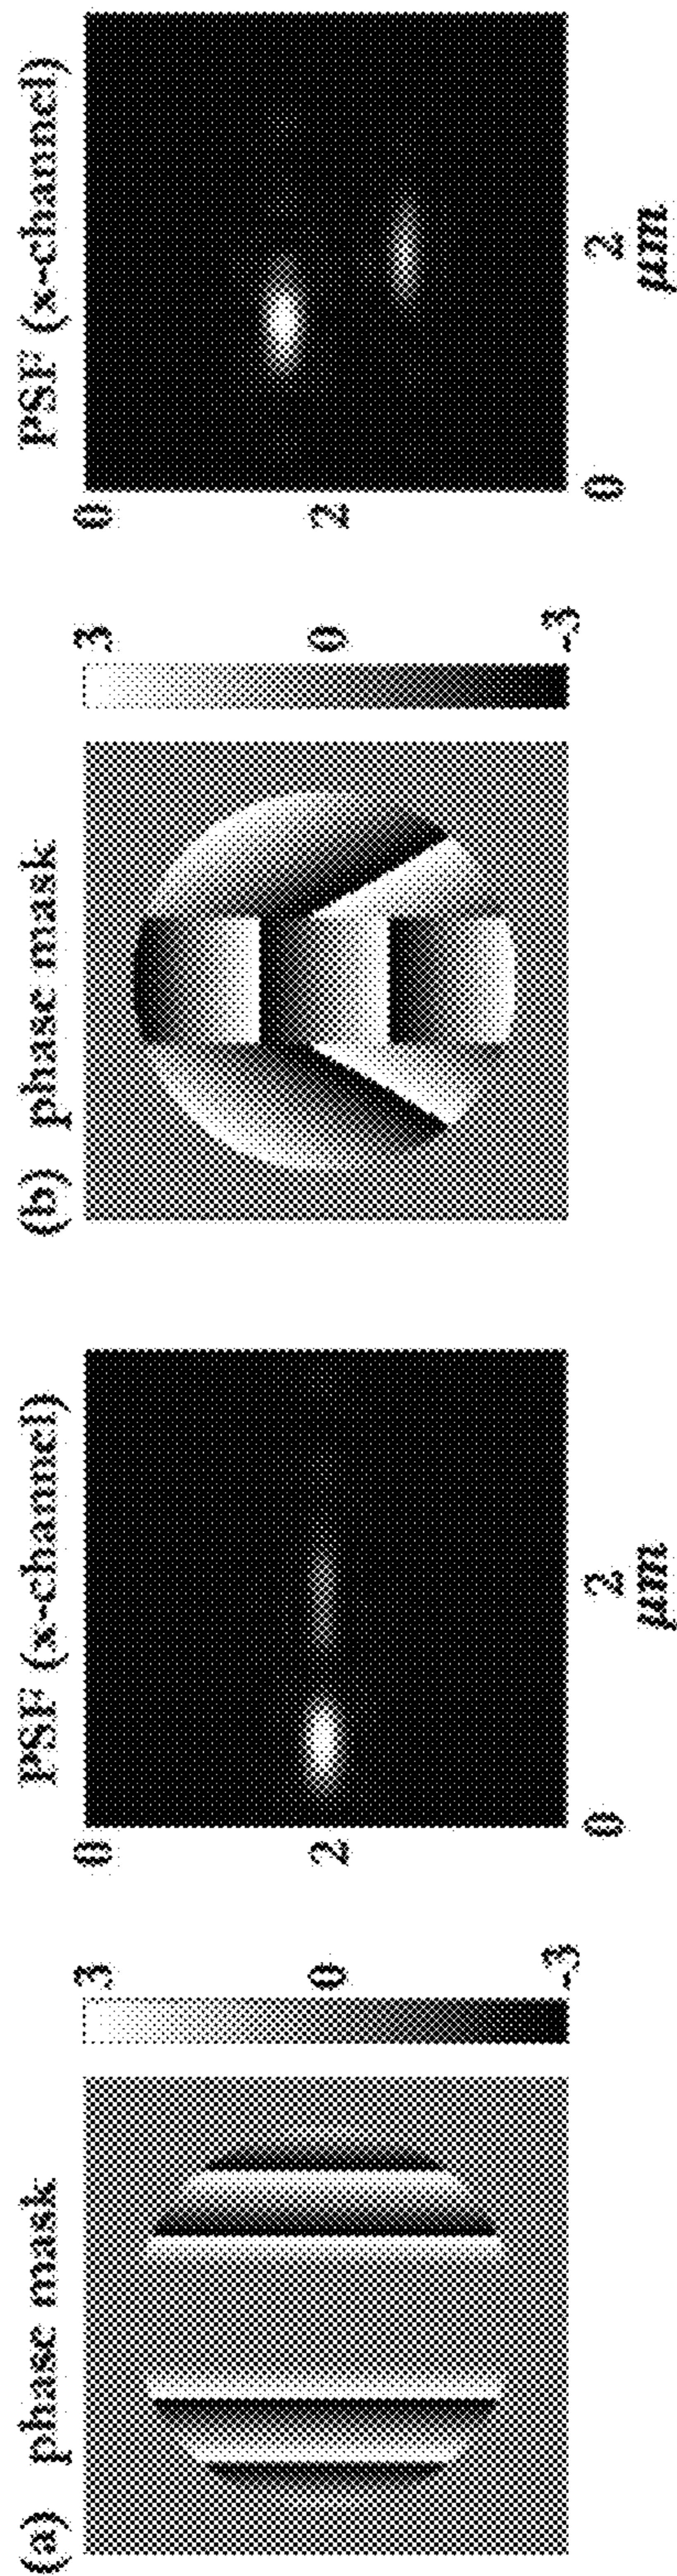 (a) phase mask
3
0
-3
PSF (x-channel)
0
2
0
2
μm
(b) phase mask
3
0
-3
PSF (x-channel)
0
2
0
2
μm